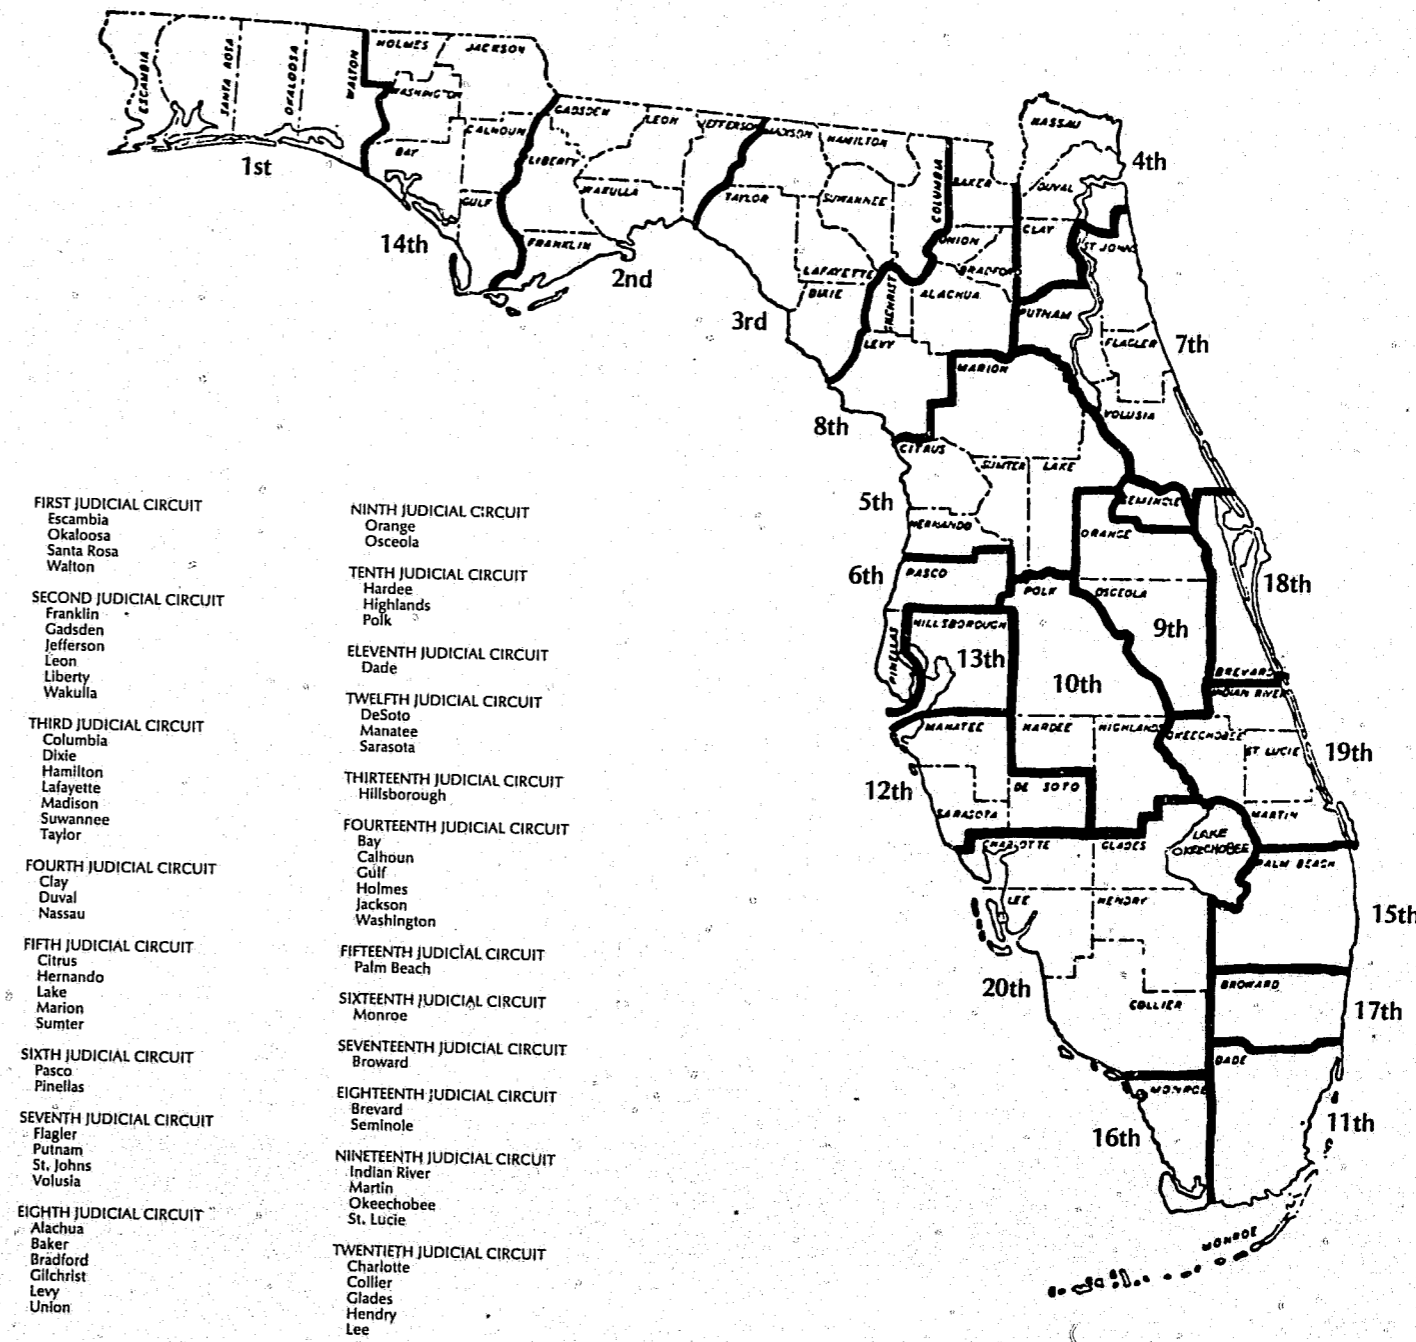 ESCAMBIA
SANTA ROSA
OKALOOSA
WALTON
HOLMES
JACKSON
WASHINGTON
BAY
CALHOUN
GULF
GADSDEN
LIBERTY
LEON
WAKULLA
FRANKLIN
JEFFERSON
MADISON
HAMILTON
TAYLOR
SUWANNEE
LAFAYETTE
DIXIE
COLUMBIA
BAKER
NASSAU
DUVAL
CLAY
ST JOHNS
UNION
BRADFORD
GILCHRIST
ALACHUA
PUTNAM
LEVY
FLAGLER
MARION
VOLUSIA
CITRUS
SUMTER
LAKE
SEMINOLE
HERNANDO
ORANGE
PASCO
POLK
OSCEOLA
HILLSBOROUGH
PINELLAS
BREVARD
INDIAN RIVER
MANATEE
HARDEE
HIGHLANDS
OKEECHOBEE
ST LUCIE
DE SOTO
SARASOTA
MARTIN
CHARLOTTE
GLADES
LAKE
OKEECHOBEE
PALM BEACH
LEE
HENDRY
BROWARD
COLLIER
DADE
MONROE
MONROE
1st
14th
2nd
3rd
4th
7th
8th
5th
6th
18th
9th
13th
10th
19th
12th
15th
20th
17th
16th
11th
FIRST JUDICIAL CIRCUIT
Escambia
Okaloosa
Santa Rosa
Walton
SECOND JUDICIAL CIRCUIT
Franklin
Gadsden
Jefferson
Leon
Liberty
Wakulla
THIRD JUDICIAL CIRCUIT
Columbia
Dixie
Hamilton
Lafayette
Madison
Suwannee
Taylor
FOURTH JUDICIAL CIRCUIT
Clay
Duval
Nassau
FIFTH JUDICIAL CIRCUIT
Citrus
Hernando
Lake
Marion
Sumter
SIXTH JUDICIAL CIRCUIT
Pasco
Pinellas
SEVENTH JUDICIAL CIRCUIT
Flagler
Putnam
St. Johns
Volusia
EIGHTH JUDICIAL CIRCUIT
Alachua
Baker
Bradford
Gilchrist
Levy
Union
NINTH JUDICIAL CIRCUIT
Orange
Osceola
TENTH JUDICIAL CIRCUIT
Hardee
Highlands
Polk
ELEVENTH JUDICIAL CIRCUIT
Dade
TWELFTH JUDICIAL CIRCUIT
DeSoto
Manatee
Sarasota
THIRTEENTH JUDICIAL CIRCUIT
Hillsborough
FOURTEENTH JUDICIAL CIRCUIT
Bay
Calhoun
Gulf
Holmes
Jackson
Washington
FIFTEENTH JUDICIAL CIRCUIT
Palm Beach
SIXTEENTH JUDICIAL CIRCUIT
Monroe
SEVENTEENTH JUDICIAL CIRCUIT
Broward
EIGHTEENTH JUDICIAL CIRCUIT
Brevard
Seminole
NINETEENTH JUDICIAL CIRCUIT
Indian River
Martin
Okeechobee
St. Lucie
TWENTIETH JUDICIAL CIRCUIT
Charlotte
Collier
Glades
Hendry
Lee